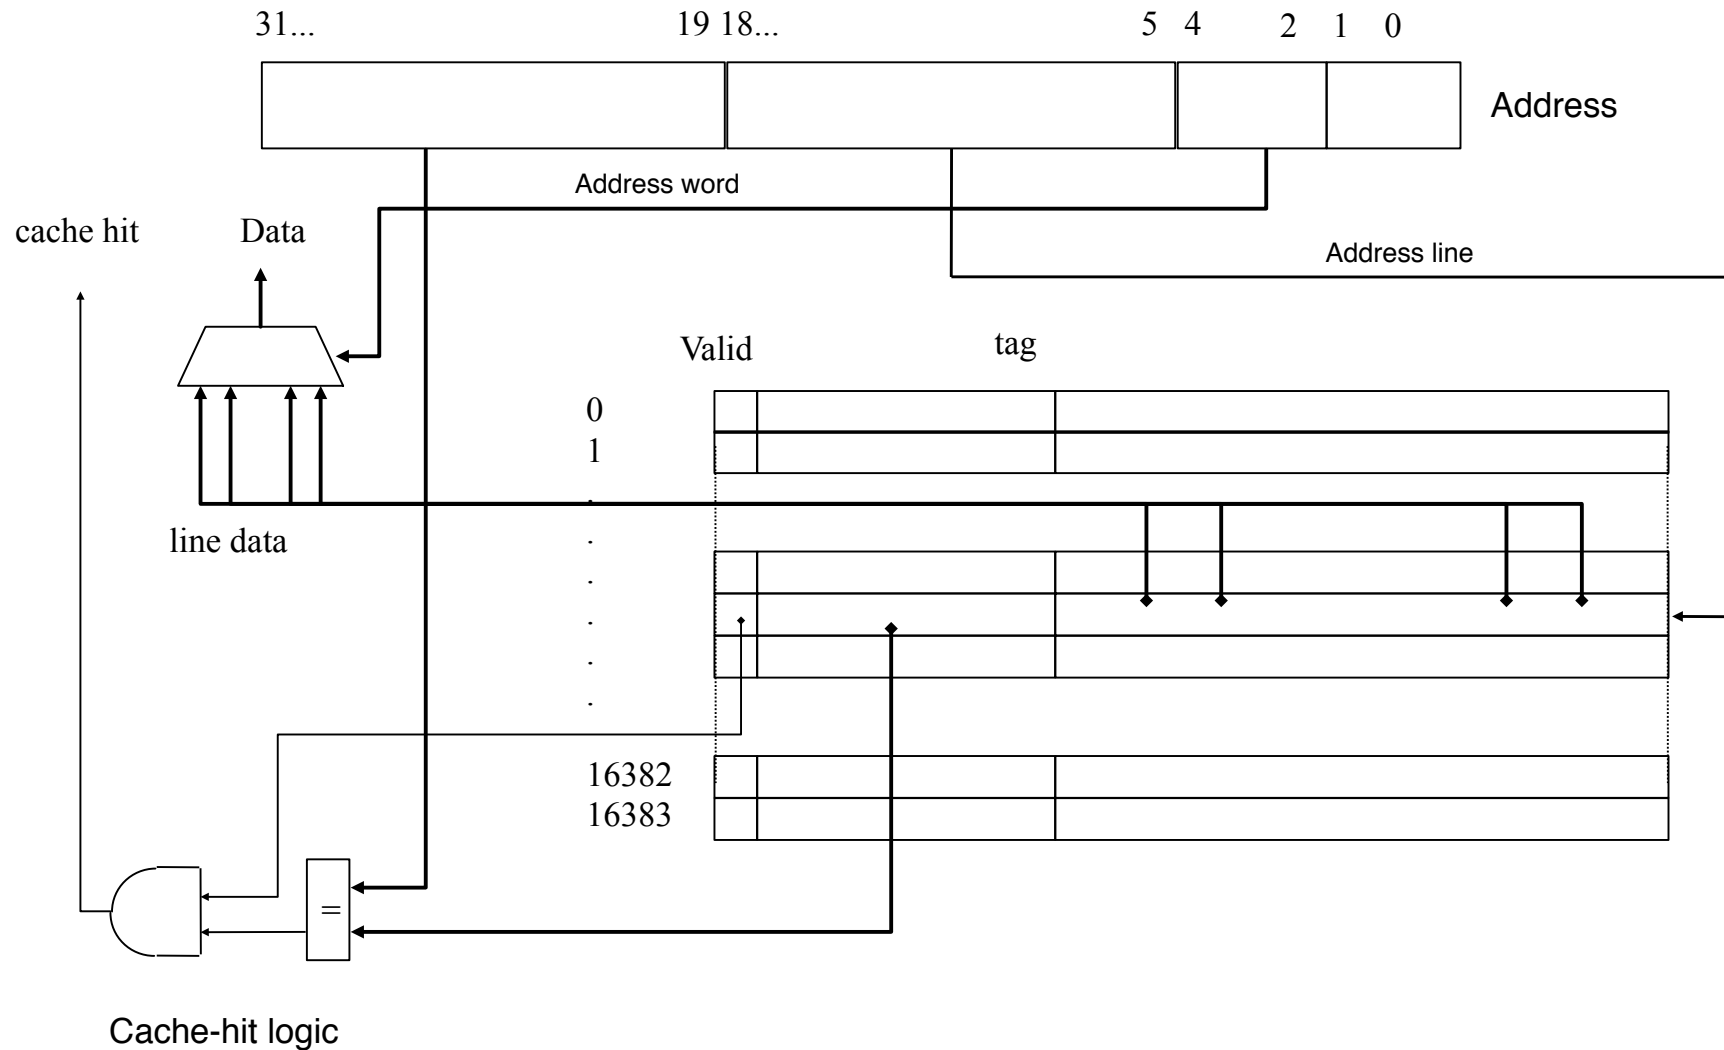 31... 19 18... 5 4 2 1 0
Address
Address word
cache hit Data
Address line
Valid tag
0
1
.
line data
.
.
.
.
.
16382
16383
=
Cache-hit logic